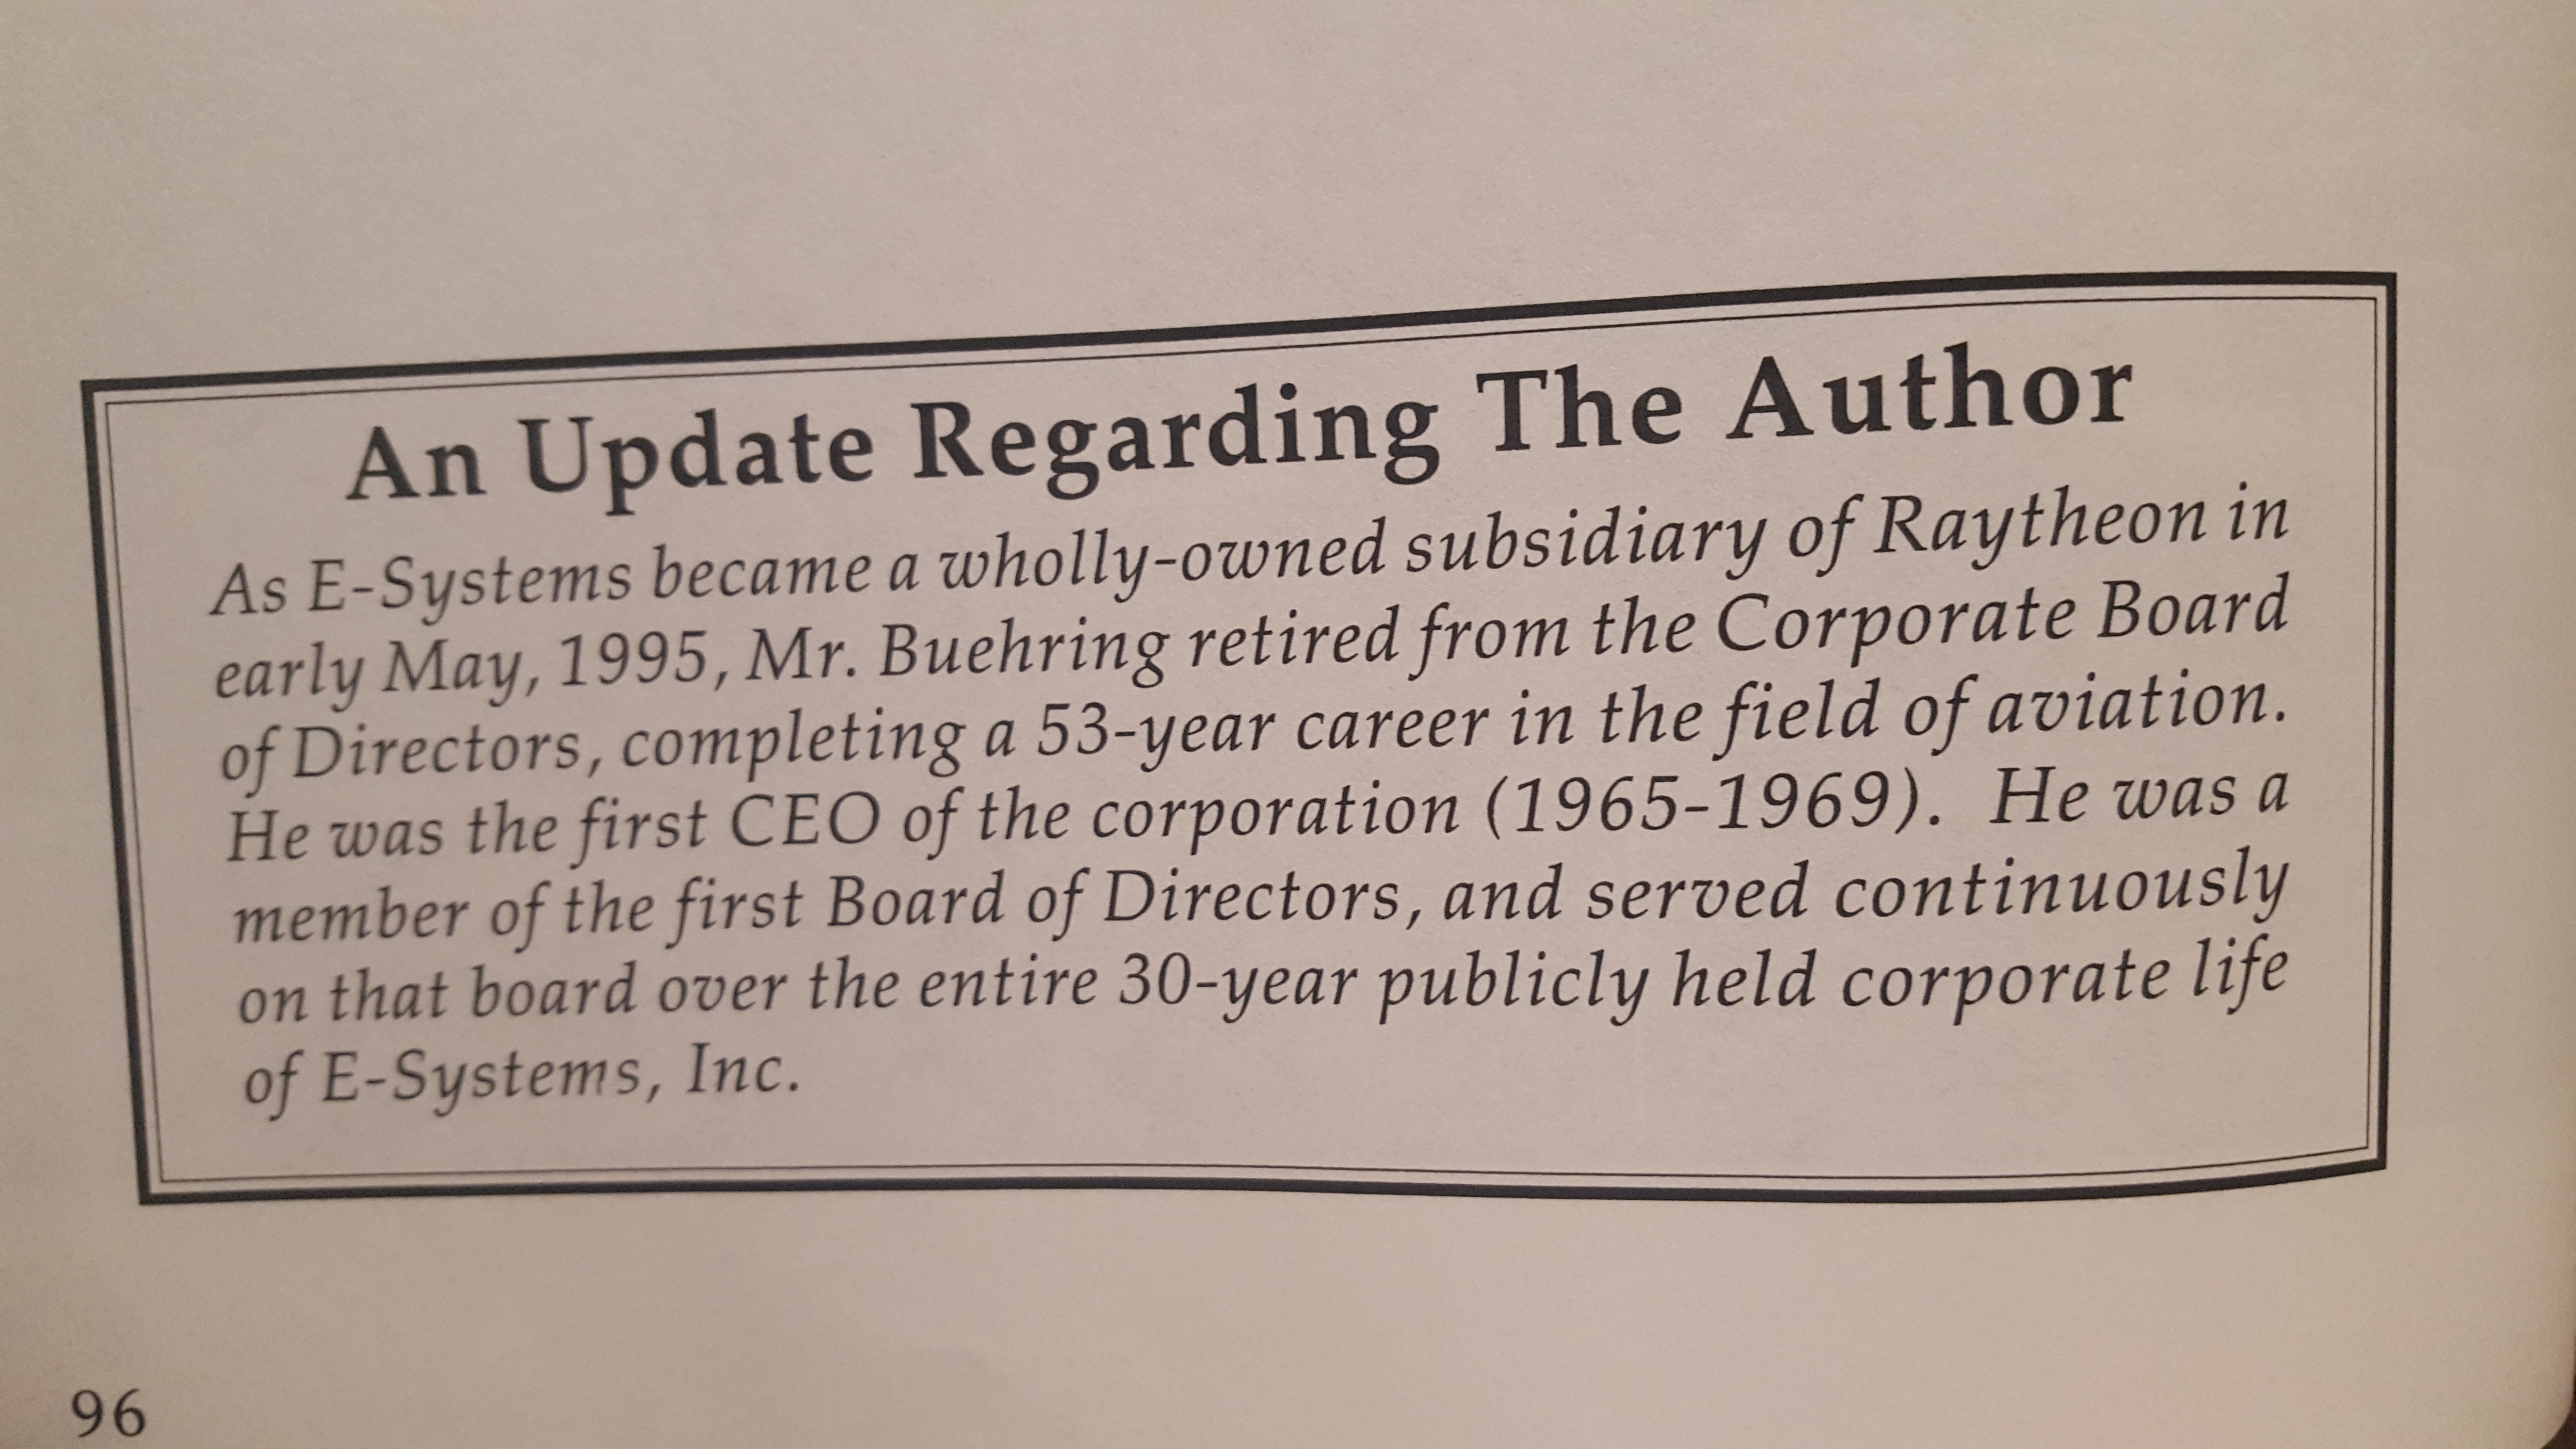 An Update Regarding The Author
As E-Systems became a wholly-owned subsidiary of Raytheon in
early May, 1995, Mr. Buehring retired from the Corporate Board
of Directors, completing a 53-year career in the field of aviation.
He was the first CEO of the corporation (1965-1969). He was a
member of the first Board of Directors, and served continuously
on that board over the entire 30-year publicly held corporate life
of E-Systems, Inc.
96